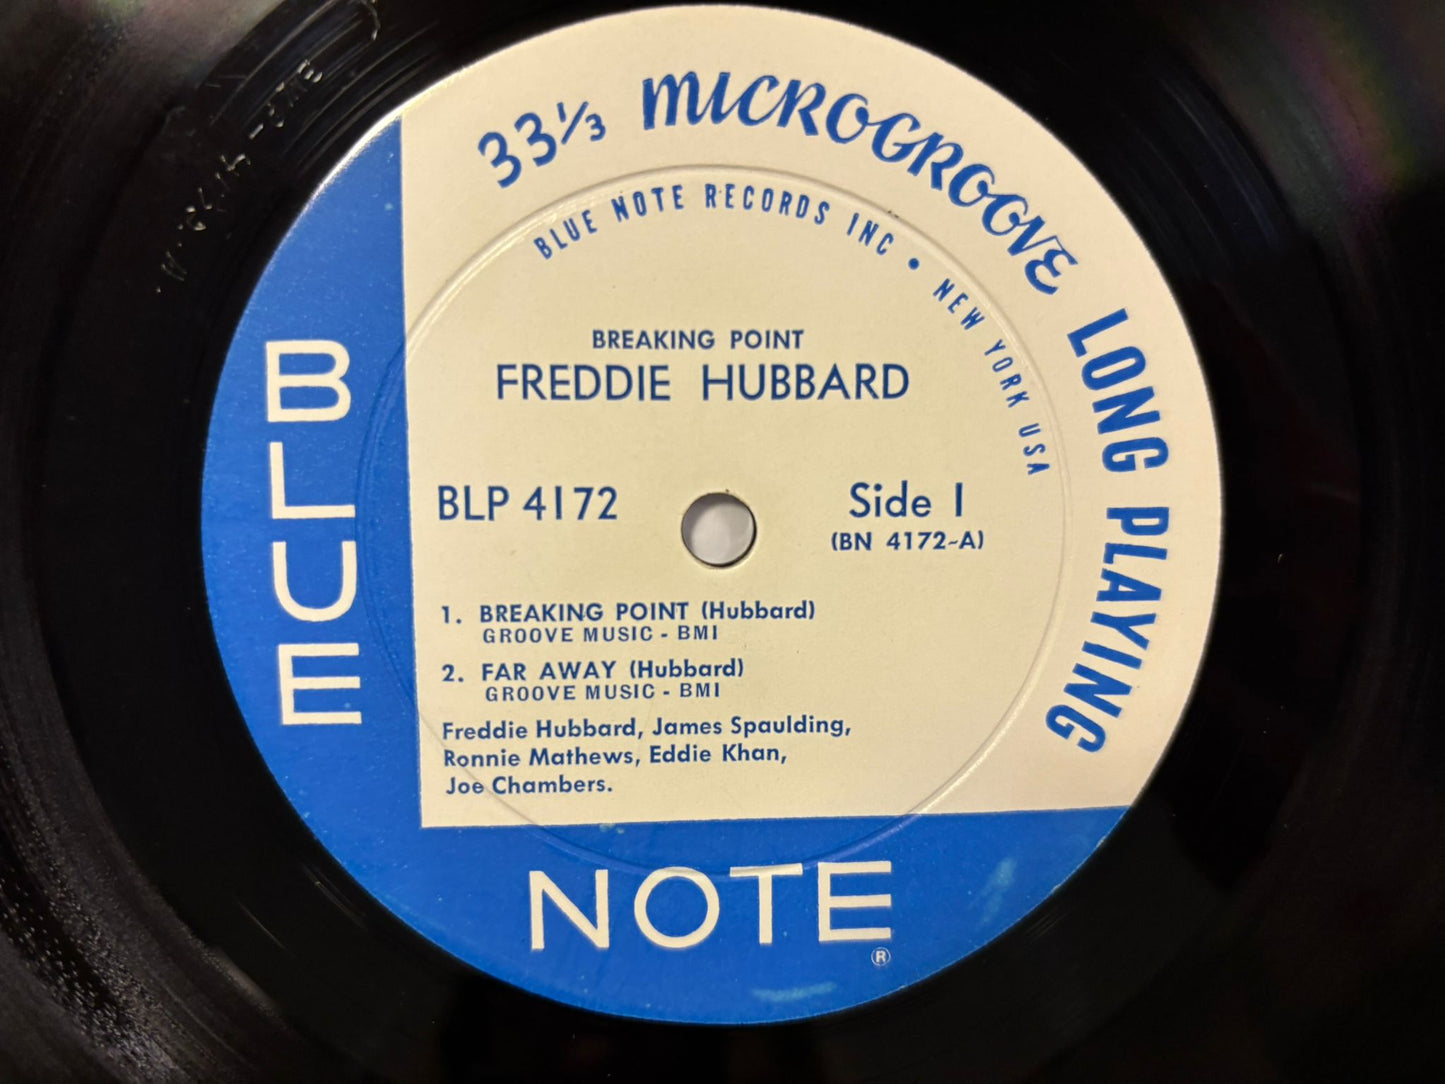 33⅓ MICROGROOVE LONG PLAYING
BLUE NOTE RECORDS INC • NEW YORK USA
BREAKING POINT
FREDDIE HUBBARD
BLP 4172
Side 1
(BN 4172-A)
1. BREAKING POINT (Hubbard)
GROOVE MUSIC - BMI
2. FAR AWAY (Hubbard)
GROOVE MUSIC - BMI
Freddie Hubbard, James Spaulding,
Ronnie Mathews, Eddie Khan,
Joe Chambers.
BLUE
NOTE
®